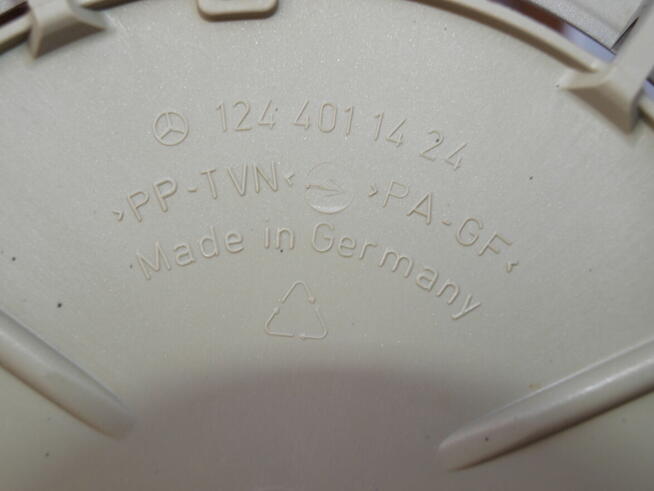 124 401 14 24
>PP-TVN< >PA-GF<
Made in Germany